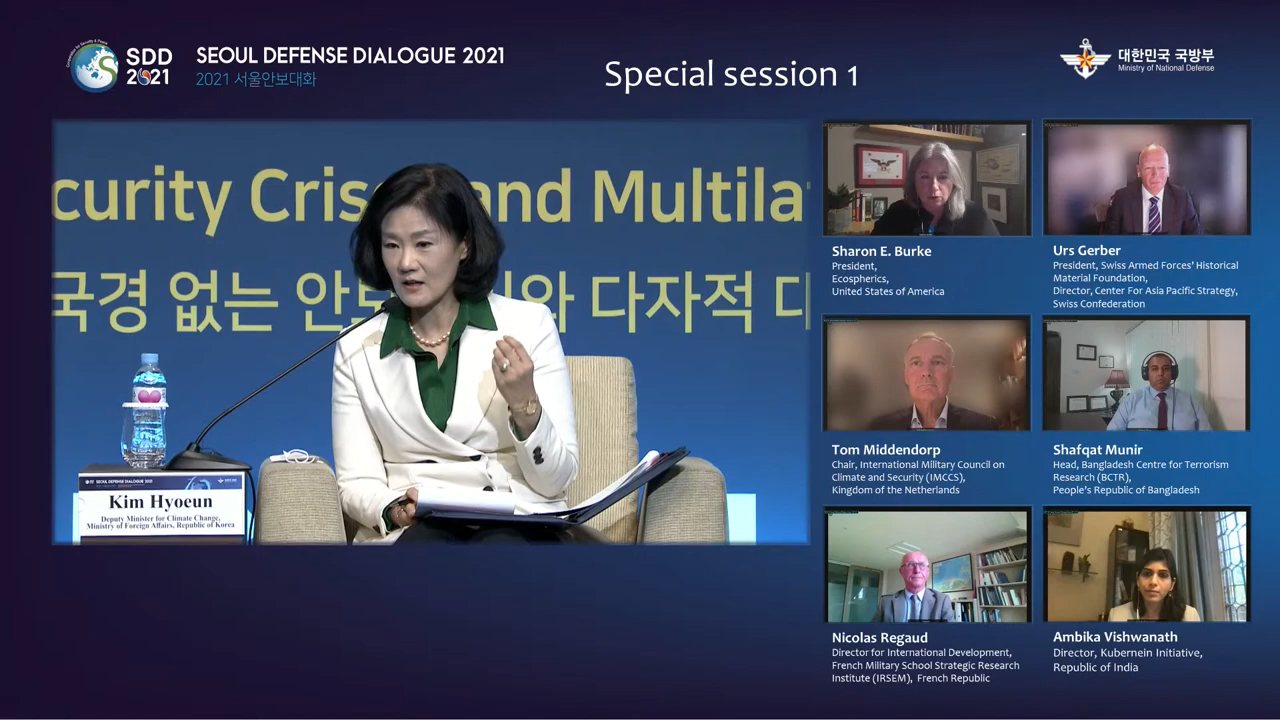 SDD
2021
SEOUL DEFENSE DIALOGUE 2021
2021 서울안보대화
Special session 1
대한민국 국방부
Ministry of National Defense
curity Cris and Multila
국경 없는 안보 와 다자적 대
SEOUL DEFENSE DIALOGUE 2021
Kim Hyoeun
Deputy Minister for Climate Change,
Ministry of Foreign Affairs, Republic of Korea
Sharon E. Burke
President,
Ecospherics,
United States of America
Urs Gerber
President, Swiss Armed Forces’ Historical
Material Foundation,
Director, Center For Asia Pacific Strategy,
Swiss Confederation
Tom Middendorp
Chair, International Military Council on
Climate and Security (IMCCS),
Kingdom of the Netherlands
Shafqat Munir
Head, Bangladesh Centre for Terrorism
Research (BCTR),
People’s Republic of Bangladesh
Nicolas Regaud
Director for International Development,
French Military School Strategic Research
Institute (IRSEM), French Republic
Ambika Vishwanath
Director, Kubernein Initiative,
Republic of India